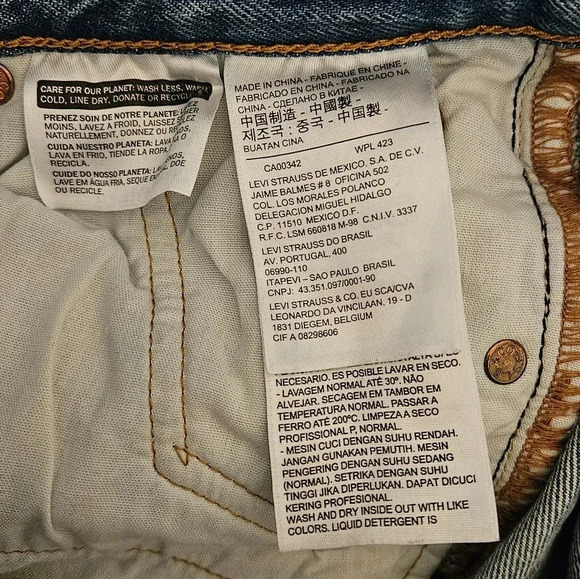 CARE FOR OUR PLANET: WASH LESS, WASH
COLD, LINE DRY, DONATE OR RECYCLE.
PRENEZ SOIN DE NOTRE PLANETE:
MOINS, LAVEZ À FROID, LAISSEZ
NATURELLEMENT, DONNEZ OU
CUIDA NUESTRO PLANETA: LAVA
LAVA EN FRIO, TIENDE LA ROPA,
RECICLA.
CUIDE DO NOSSO PLANETA: LAVE
LAVE EM ÁGUA FRIA, SEQUE DOE
OU RECICLE.
MADE IN CHINA - FABRIQUE EN CHINE -
FABRICADO EN CHINA - FABRICADO NA
CHINA - СДЕЛАНО В КИТАЕ -
中国制造 - 中國製 -
제조국 : 중국 - 中国製 -
BUATAN CINA
CA00342 WPL 423
LEVI STRAUSS DE MEXICO, S.A. DE C.V.
JAIME BALMES # 8 OFICINA 502
COL. LOS MORALES POLANCO
DELEGACION MIGUEL HIDALGO
C.P. 11510 MEXICO D.F.
R.F.C. LSM 660818 M-98 C.N.I.V. 3337
LEVI STRAUSS DO BRASIL
AV. PORTUGAL, 400
06990-110
ITAPEVI – SAO PAULO BRASIL
CNPJ: 43.351.097/0001-90
LEVI STRAUSS & CO. EU SCA/CVA
LEONARDO DA VINCILAAN, 19 - D
1831 DIEGEM, BELGIUM
CIF A 08298606
NECESARIO. ES POSIBLE LAVAR EN SECO.
- LAVAGEM NORMAL ATÉ 30º. NÃO
ALVEJAR. SECAGEM EM TAMBOR EM
TEMPERATURA NORMAL. PASSAR A
FERRO ATÉ 200ºC. LIMPEZA A SECO
PROFISSIONAL P, NORMAL.
- MESIN CUCI DENGAN SUHU RENDAH.
JANGAN GUNAKAN PEMUTIH. MESIN
PENGERING DENGAN SUHU SEDANG
(NORMAL). SETRIKA DENGAN SUHU
TINGGI JIKA DIPERLUKAN. DAPAT DICUCI
KERING PROFESIONAL.
WASH AND DRY INSIDE OUT WITH LIKE
COLORS. LIQUID DETERGENT IS